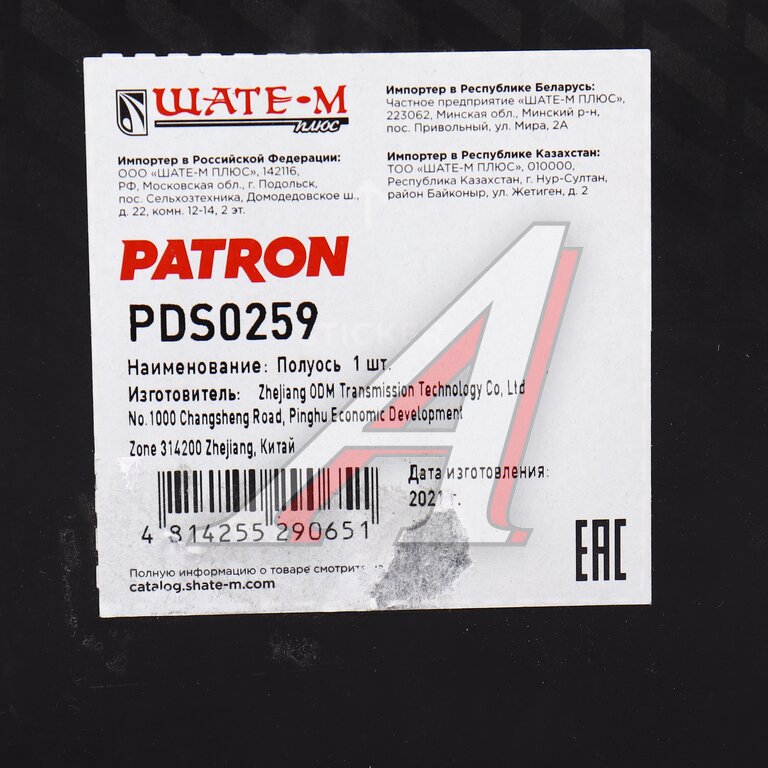 ШАТЕ-М
ПЛЮС
Импортер в Республике Беларусь:
Частное предприятие «ШАТЕ-М ПЛЮС»,
223062, Минская обл., Минский р-н,
пос. Привольный, ул. Мира, 2А
Импортер в Российской Федерации:
ООО «ШАТЕ-М ПЛЮС», 142116,
РФ, Московская обл., г. Подольск,
пос. Сельхозтехника, Домодедовское ш.,
д. 22, комн. 12-14, 2 эт.
Импортер в Республике Казахстан:
ТОО «ШАТЕ-М ПЛЮС», 010000,
Республика Казахстан, г. Нур-Султан,
район Байконыр, ул. Жетиген, д. 2
PATRON
PDS0259
Наименование: Полуось 1 шт.
Изготовитель: Zhejiang ODM Transmission Technology Co, Ltd
No.1000 Changsheng Road, Pinghu Economic Development
Zone 314200 Zhejiang, Китай
4 814255 290651
Дата изготовления:
2021 г.
EAC
Полную информацию о товаре смотрите
catalog.shate-m.com